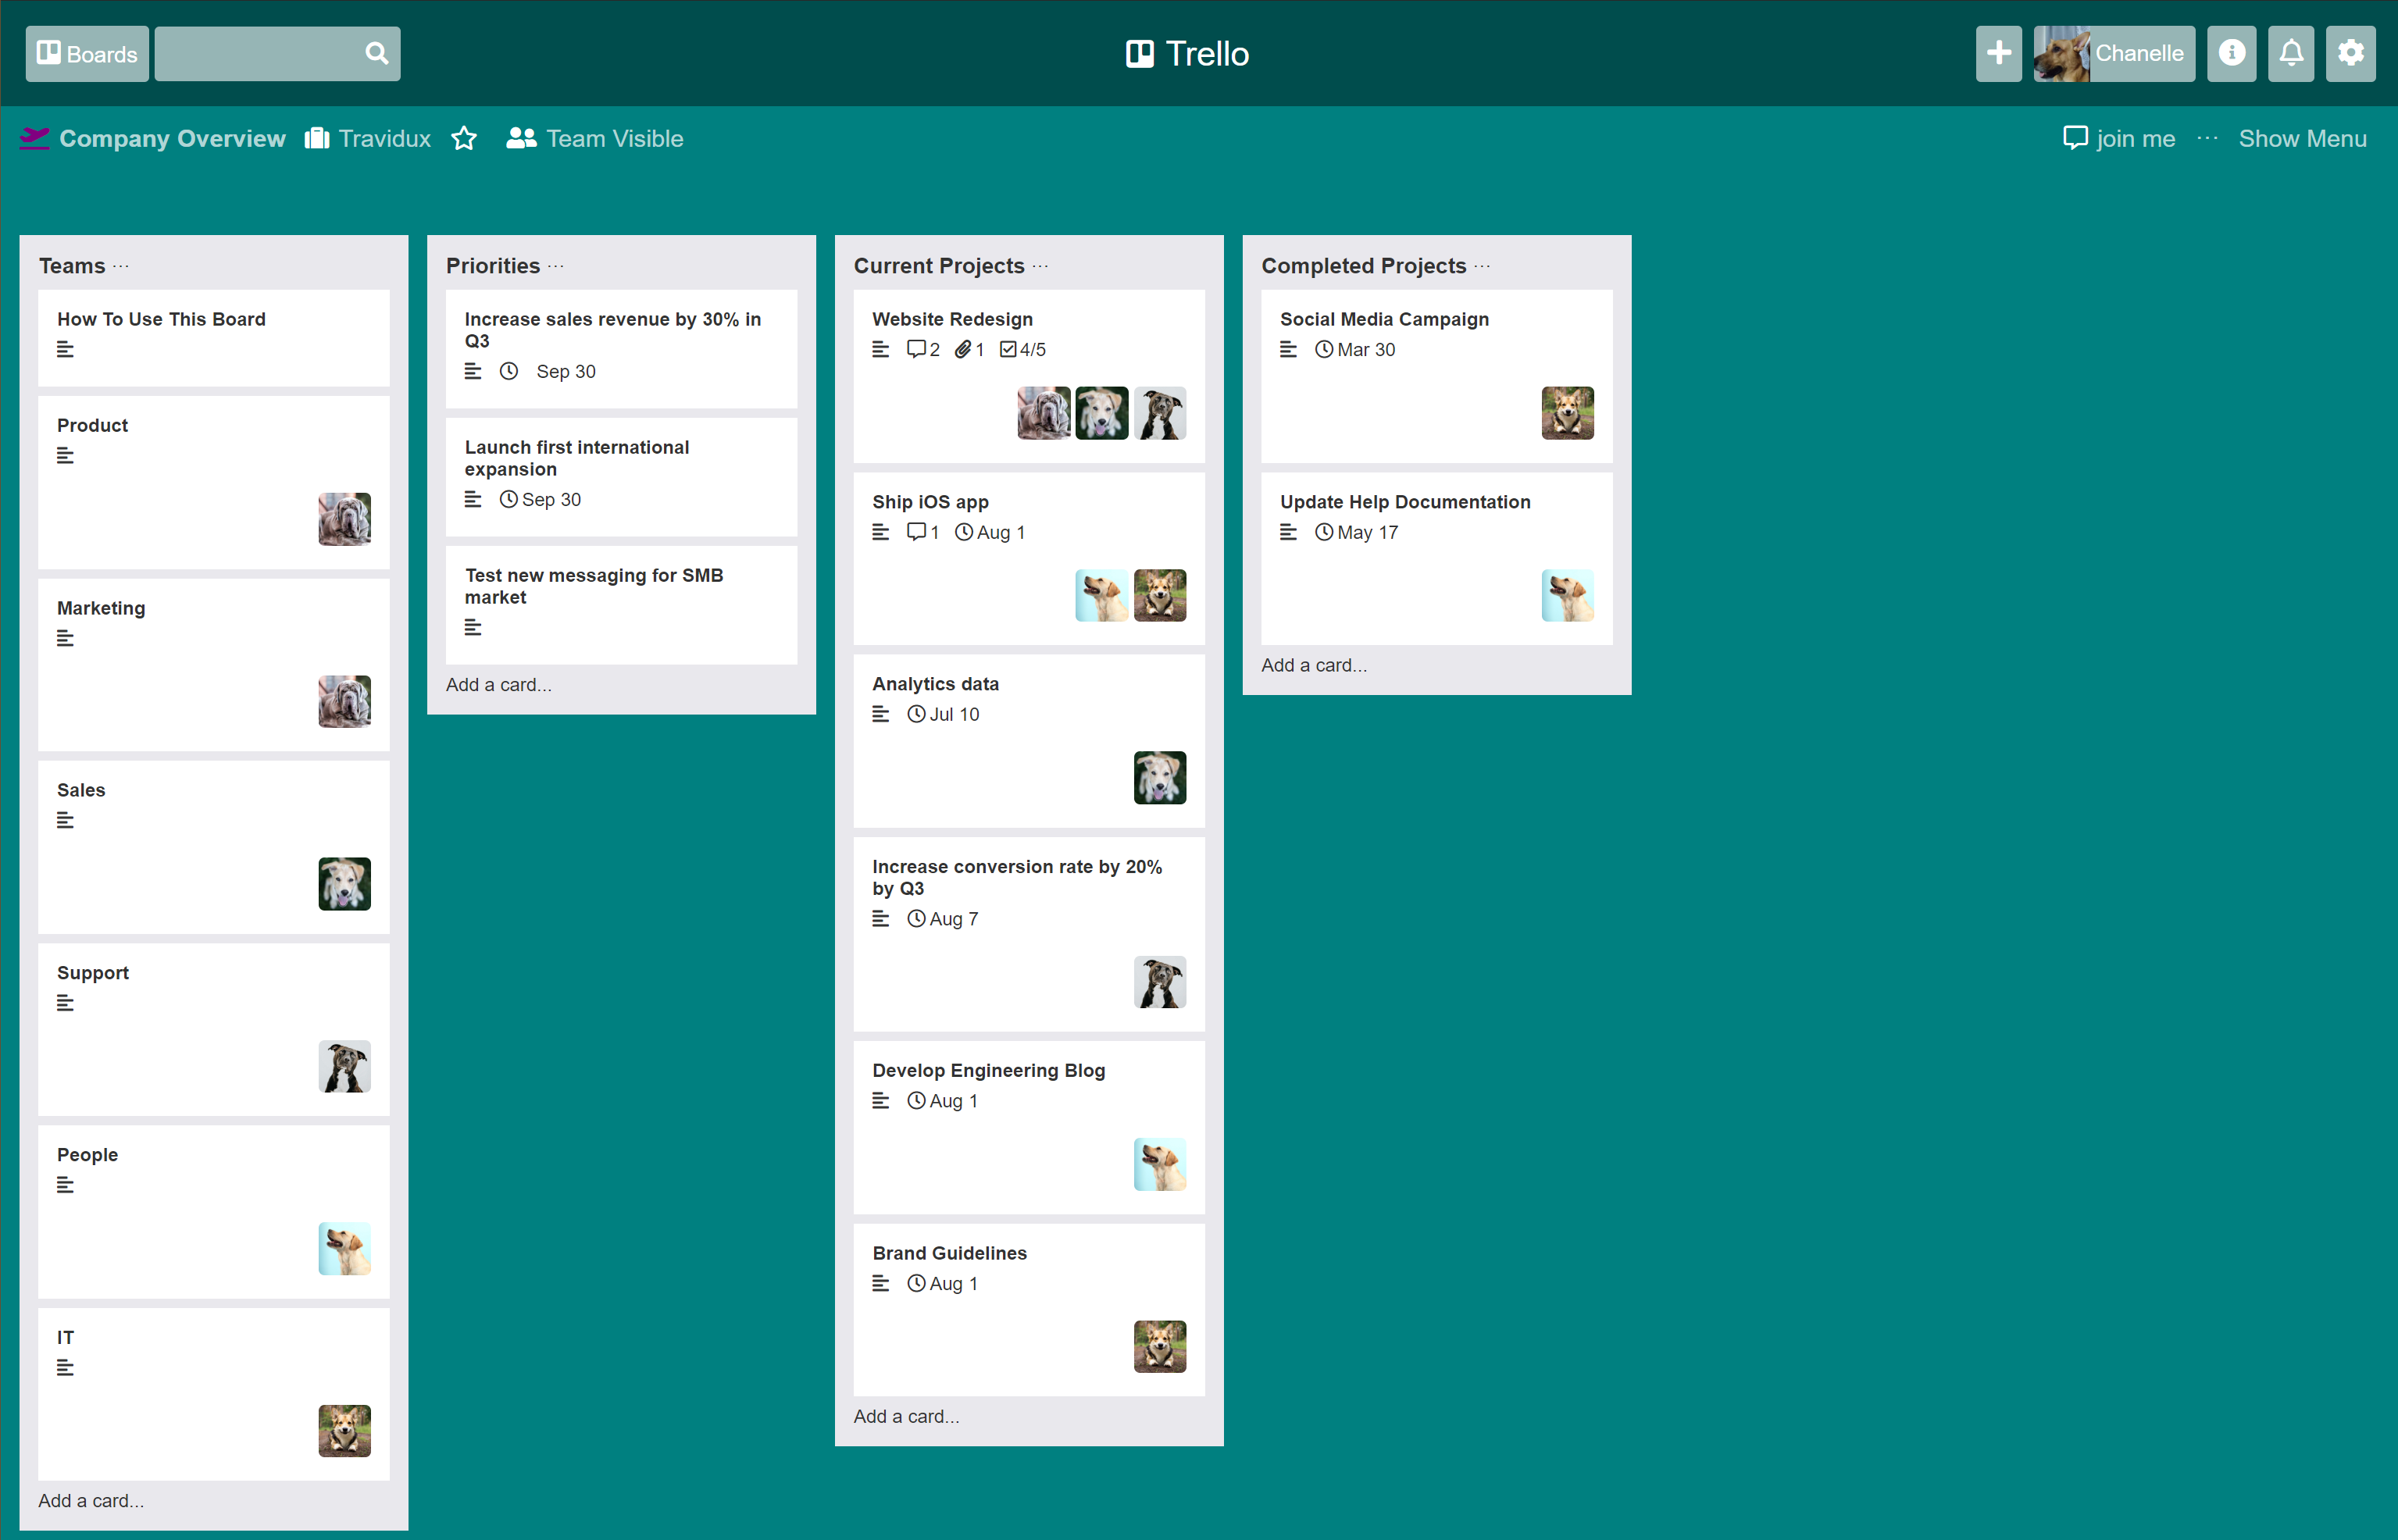 Boards
Trello
Chanelle
Company Overview
Travidux
Team Visible
join me
···
Show Menu
Teams ···
How To Use This Board
Product
Marketing
Sales
Support
People
IT
Add a card...
Priorities ···
Increase sales revenue by 30% in
Q3
Sep 30
Launch first international
expansion
Sep 30
Test new messaging for SMB
market
Add a card...
Current Projects ···
Website Redesign
2 1 4/5
Ship iOS app
1 Aug 1
Analytics data
Jul 10
Increase conversion rate by 20%
by Q3
Aug 7
Develop Engineering Blog
Aug 1
Brand Guidelines
Aug 1
Add a card...
Completed Projects ···
Social Media Campaign
Mar 30
Update Help Documentation
May 17
Add a card...